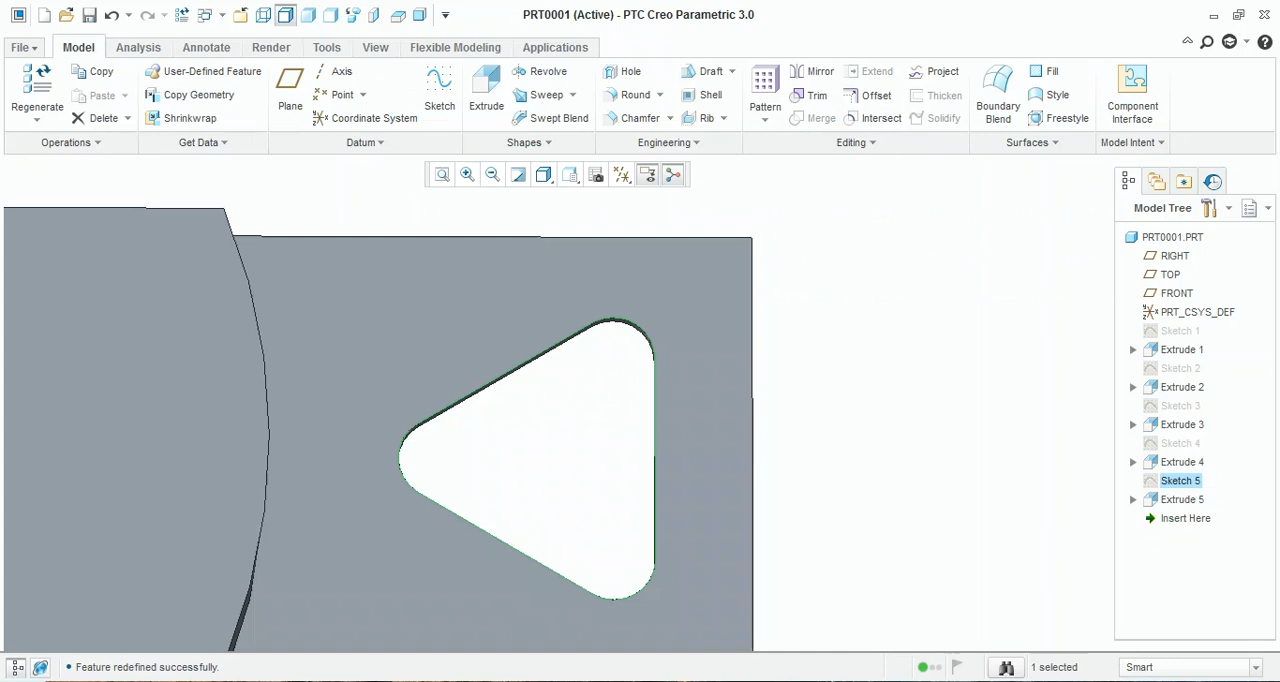 PRT0001 (Active) - PTC Creo Parametric 3.0
File Model Analysis Annotate Render Tools View Flexible Modeling Applications
Regenerate Copy Paste Delete
User-Defined Feature Copy Geometry Shrinkwrap
Plane Axis Point Coordinate System Sketch
Extrude Revolve Sweep Swept Blend
Hole Round Chamfer Draft Shell Rib
Pattern Mirror Trim Merge Extend Offset Intersect Project Thicken Solidify
Boundary Blend Fill Style Freestyle
Component Interface
Operations Get Data Datum Shapes Engineering Editing Surfaces Model Intent
Model Tree
PRT0001.PRT
RIGHT
TOP
FRONT
PRT_CSYS_DEF
Sketch 1
Extrude 1
Sketch 2
Extrude 2
Sketch 3
Extrude 3
Sketch 4
Extrude 4
Sketch 5
Extrude 5
Insert Here
Feature redefined successfully. 1 selected Smart